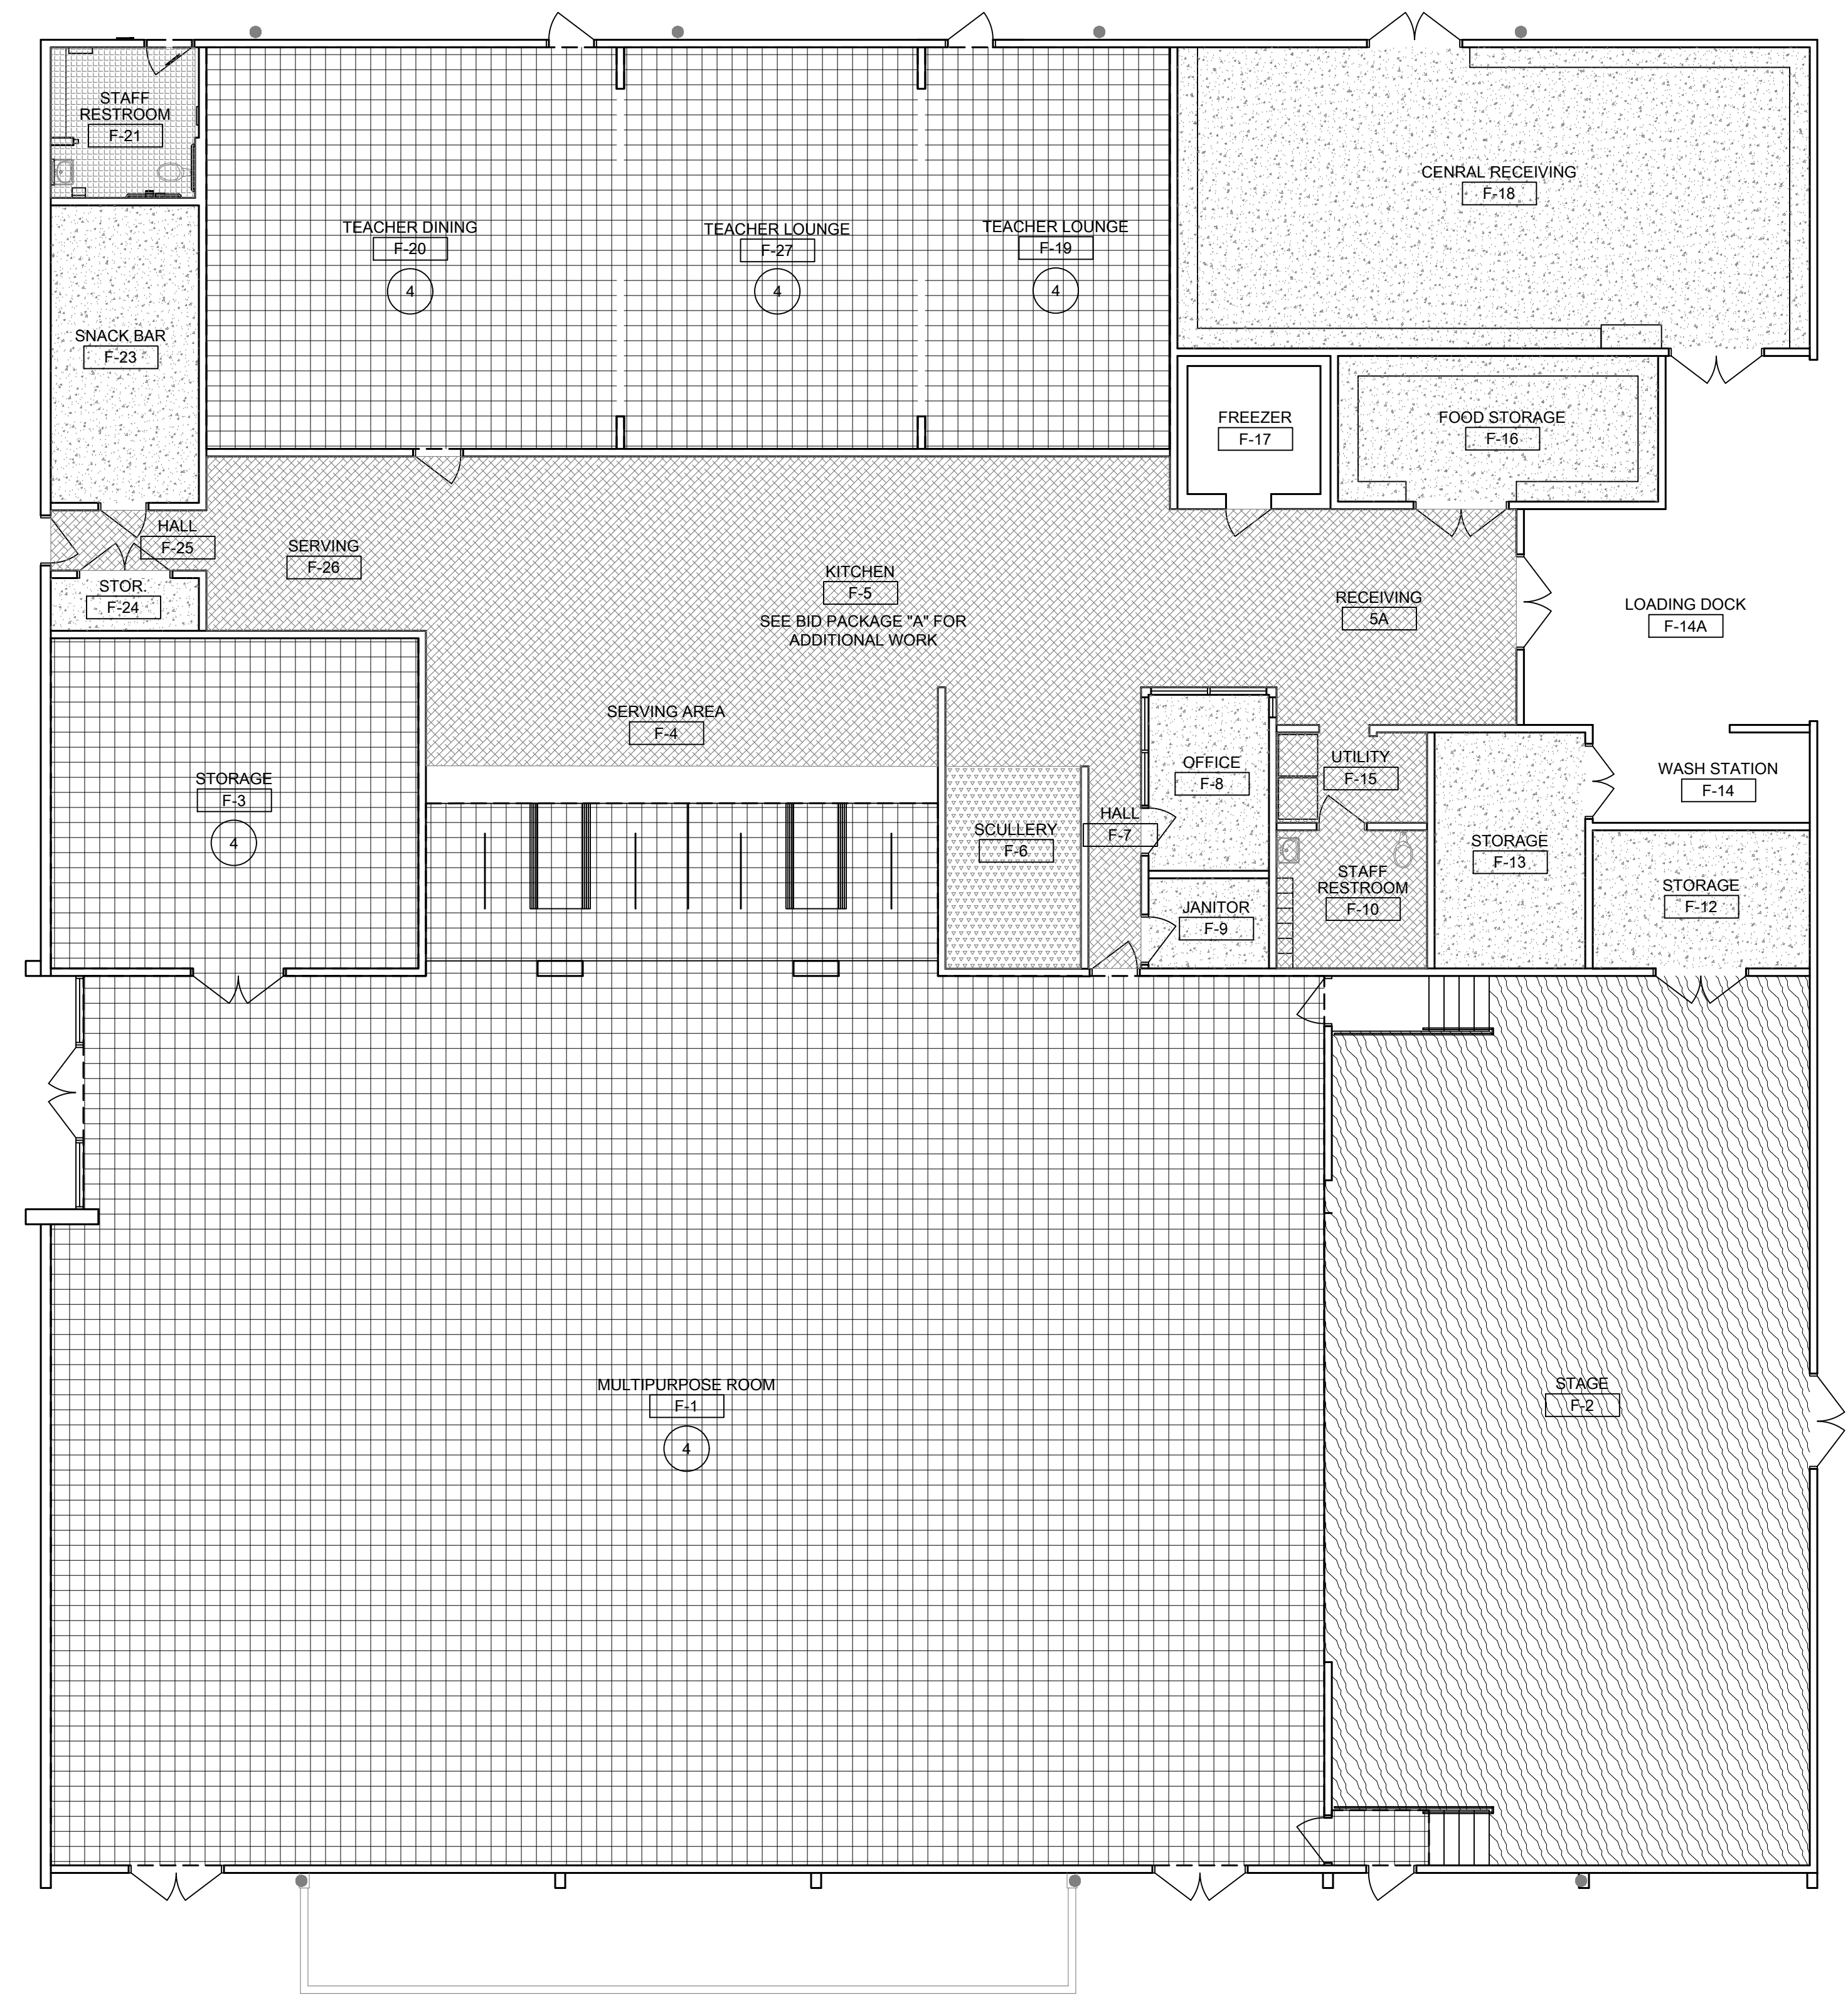 STAFF
RESTROOM
F-21
TEACHER DINING
F-20
4
TEACHER LOUNGE
F-27
4
TEACHER LOUNGE
F-19
4
CENRAL RECEIVING
F-18
SNACK BAR
F-23
FREEZER
F-17
FOOD STORAGE
F-16
HALL
F-25
SERVING
F-26
STOR.
F-24
KITCHEN
F-5
SEE BID PACKAGE "A" FOR
ADDITIONAL WORK
RECEIVING
5A
LOADING DOCK
F-14A
SERVING AREA
F-4
STORAGE
F-3
4
SCULLERY
F-6
HALL
F-7
OFFICE
F-8
UTILITY
F-15
WASH STATION
F-14
STORAGE
F-13
STAFF
RESTROOM
F-10
STORAGE
F-12
JANITOR
F-9
MULTIPURPOSE ROOM
F-1
4
STAGE
F-2